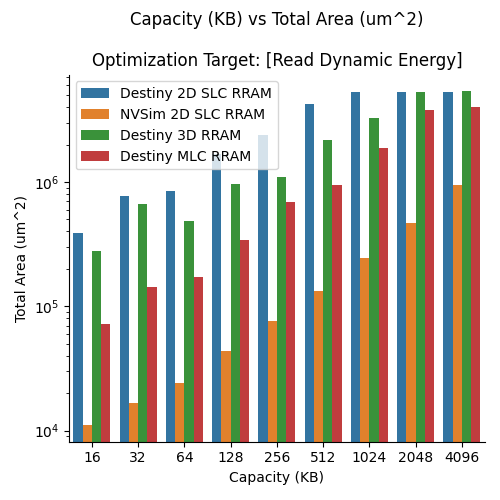 Capacity (KB) vs Total Area (um^2)
Optimization Target: [Read Dynamic Energy]
Destiny 2D SLC RRAM
NVSim 2D SLC RRAM
Destiny 3D RRAM
Destiny MLC RRAM
Total Area (um^2)
10^6
10^5
10^4
16 32 64 128 256 512 1024 2048 4096
Capacity (KB)